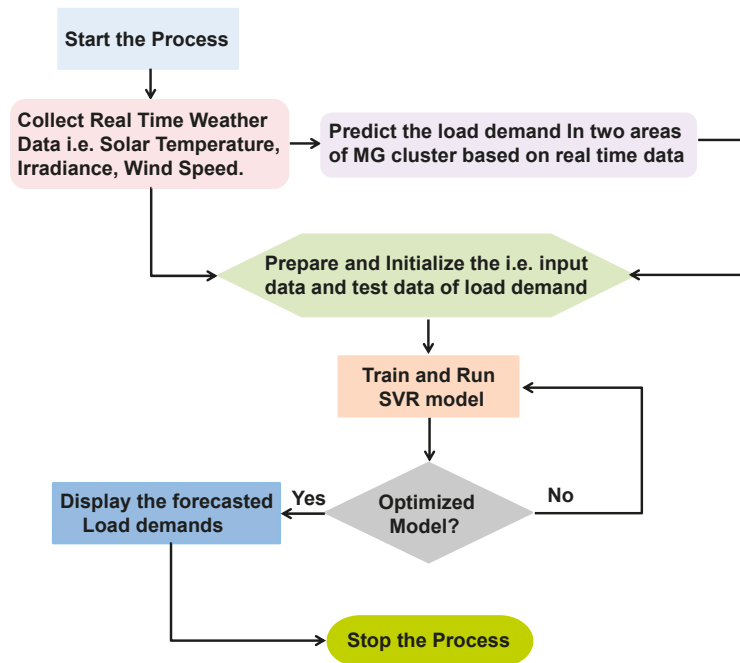 Start the Process
Collect Real Time Weather
Data i.e. Solar Temperature,
Irradiance, Wind Speed.
Predict the load demand In two areas
of MG cluster based on real time data
Prepare and Initialize the i.e. input
data and test data of load demand
Train and Run
SVR model
Optimized
Model?
Yes
No
Display the forecasted
Load demands
Stop the Process